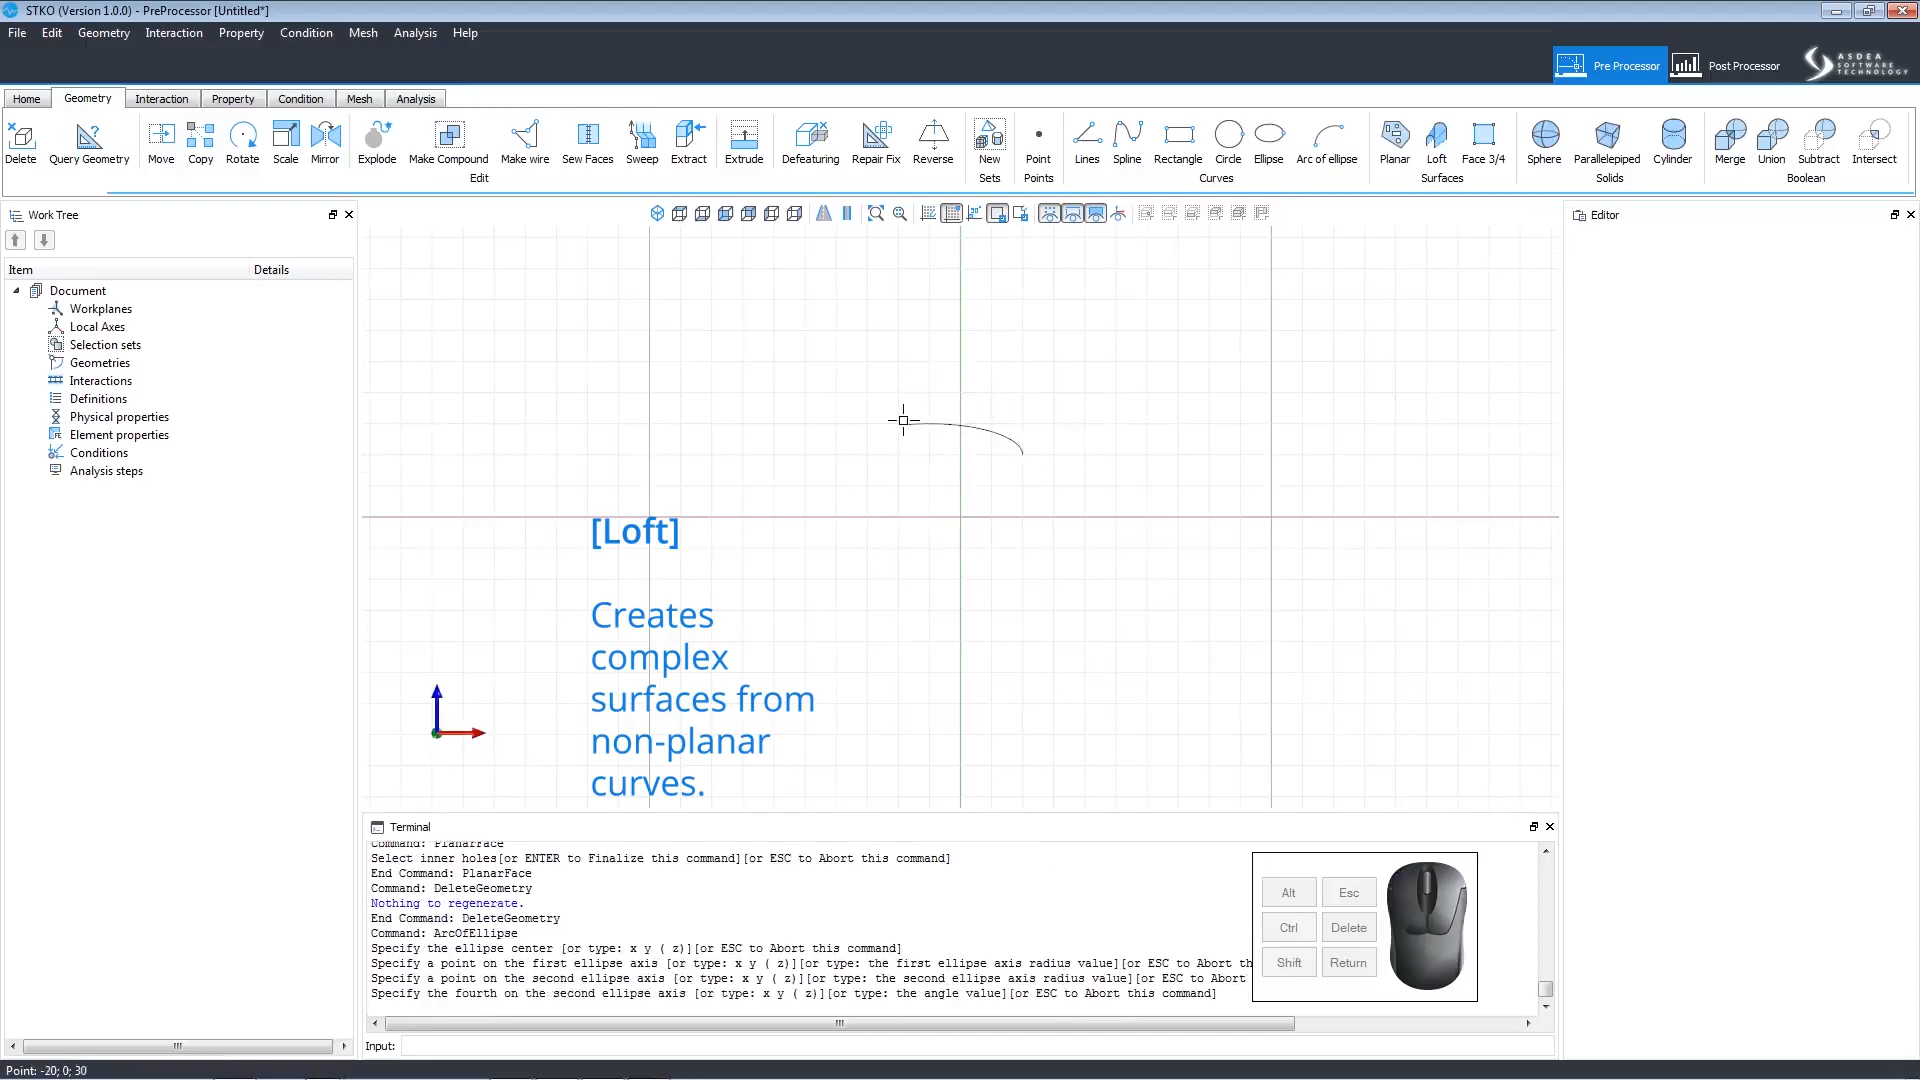 STKO (Version 1.0.0) - PreProcessor [Untitled*]
File Edit Geometry Interaction Property Condition Mesh Analysis Help
Pre Processor Post Processor ASDEA SOFTWARE TECHNOLOGY
Home Geometry Interaction Property Condition Mesh Analysis
Delete Query Geometry Move Copy Rotate Scale Mirror Explode Make Compound Make wire Sew Faces Sweep Extract Extrude Defeaturing Repair Fix Reverse New Point Lines Spline Rectangle Circle Ellipse Arc of ellipse Planar Loft Face 3/4 Sphere Parallelepiped Cylinder Merge Union Subtract Intersect
Edit Sets Points Curves Surfaces Solids Boolean
Work Tree
Editor
Item Details
Document
Workplanes
Local Axes
Selection sets
Geometries
Interactions
Definitions
Physical properties
Element properties
Conditions
Analysis steps
[Loft]
Creates
complex
surfaces from
non-planar
curves.
Terminal
Command: PlanarFace
Select inner holes[or ENTER to Finalize this command][or ESC to Abort this command]
End Command: PlanarFace
Command: DeleteGeometry
Nothing to regenerate.
End Command: DeleteGeometry
Command: ArcOfEllipse
Specify the ellipse center [or type: x y ( z)][or ESC to Abort this command]
Specify a point on the first ellipse axis [or type: x y ( z)][or type: the first ellipse axis radius value][or ESC to Abort th
Specify a point on the second ellipse axis [or type: x y ( z)][or type: the second ellipse axis radius value][or ESC to Abort
Specify the fourth on the second ellipse axis [or type: x y ( z)][or type: the angle value][or ESC to Abort this command]
Alt Esc
Ctrl Delete
Shift Return
Input:
Point: -20; 0; 30